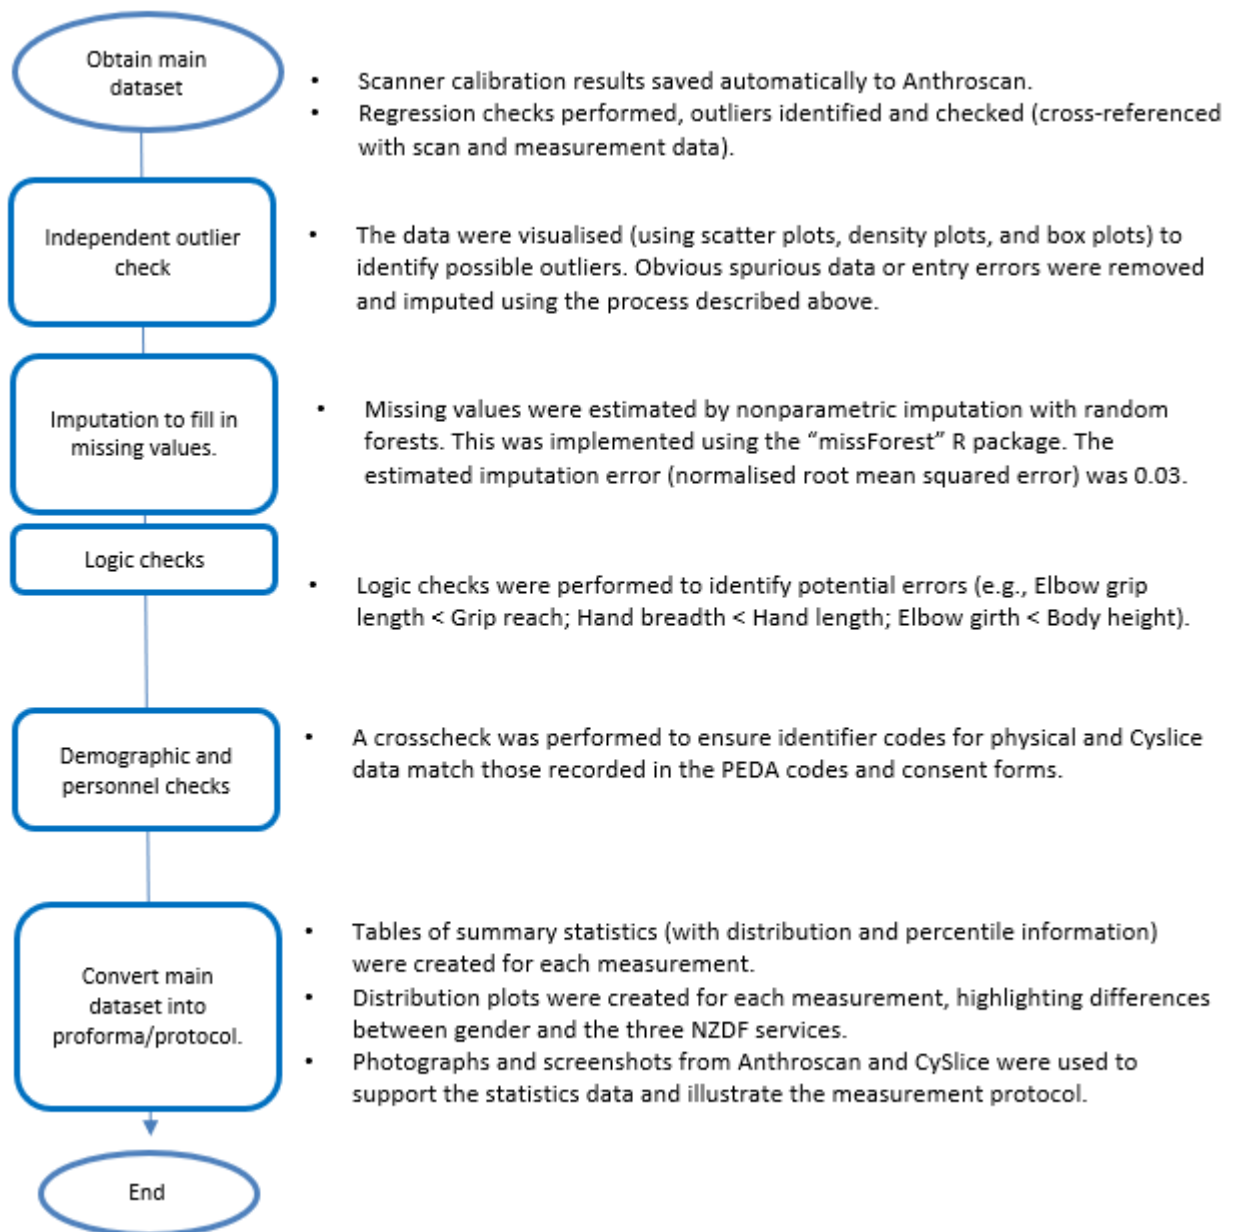 Obtain main
dataset
• Scanner calibration results saved automatically to Anthroscan.
• Regression checks performed, outliers identified and checked (cross-referenced
with scan and measurement data).
Independent outlier
check
• The data were visualised (using scatter plots, density plots, and box plots) to
identify possible outliers. Obvious spurious data or entry errors were removed
and imputed using the process described above.
Imputation to fill in
missing values.
• Missing values were estimated by nonparametric imputation with random
forests. This was implemented using the “missForest” R package. The
estimated imputation error (normalised root mean squared error) was 0.03.
Logic checks
• Logic checks were performed to identify potential errors (e.g., Elbow grip
length < Grip reach; Hand breadth < Hand length; Elbow girth < Body height).
Demographic and
personnel checks
• A crosscheck was performed to ensure identifier codes for physical and Cyslice
data match those recorded in the PEDA codes and consent forms.
Convert main
dataset into
proforma/protocol.
• Tables of summary statistics (with distribution and percentile information)
were created for each measurement.
• Distribution plots were created for each measurement, highlighting differences
between gender and the three NZDF services.
• Photographs and screenshots from Anthroscan and CySlice were used to
support the statistics data and illustrate the measurement protocol.
End